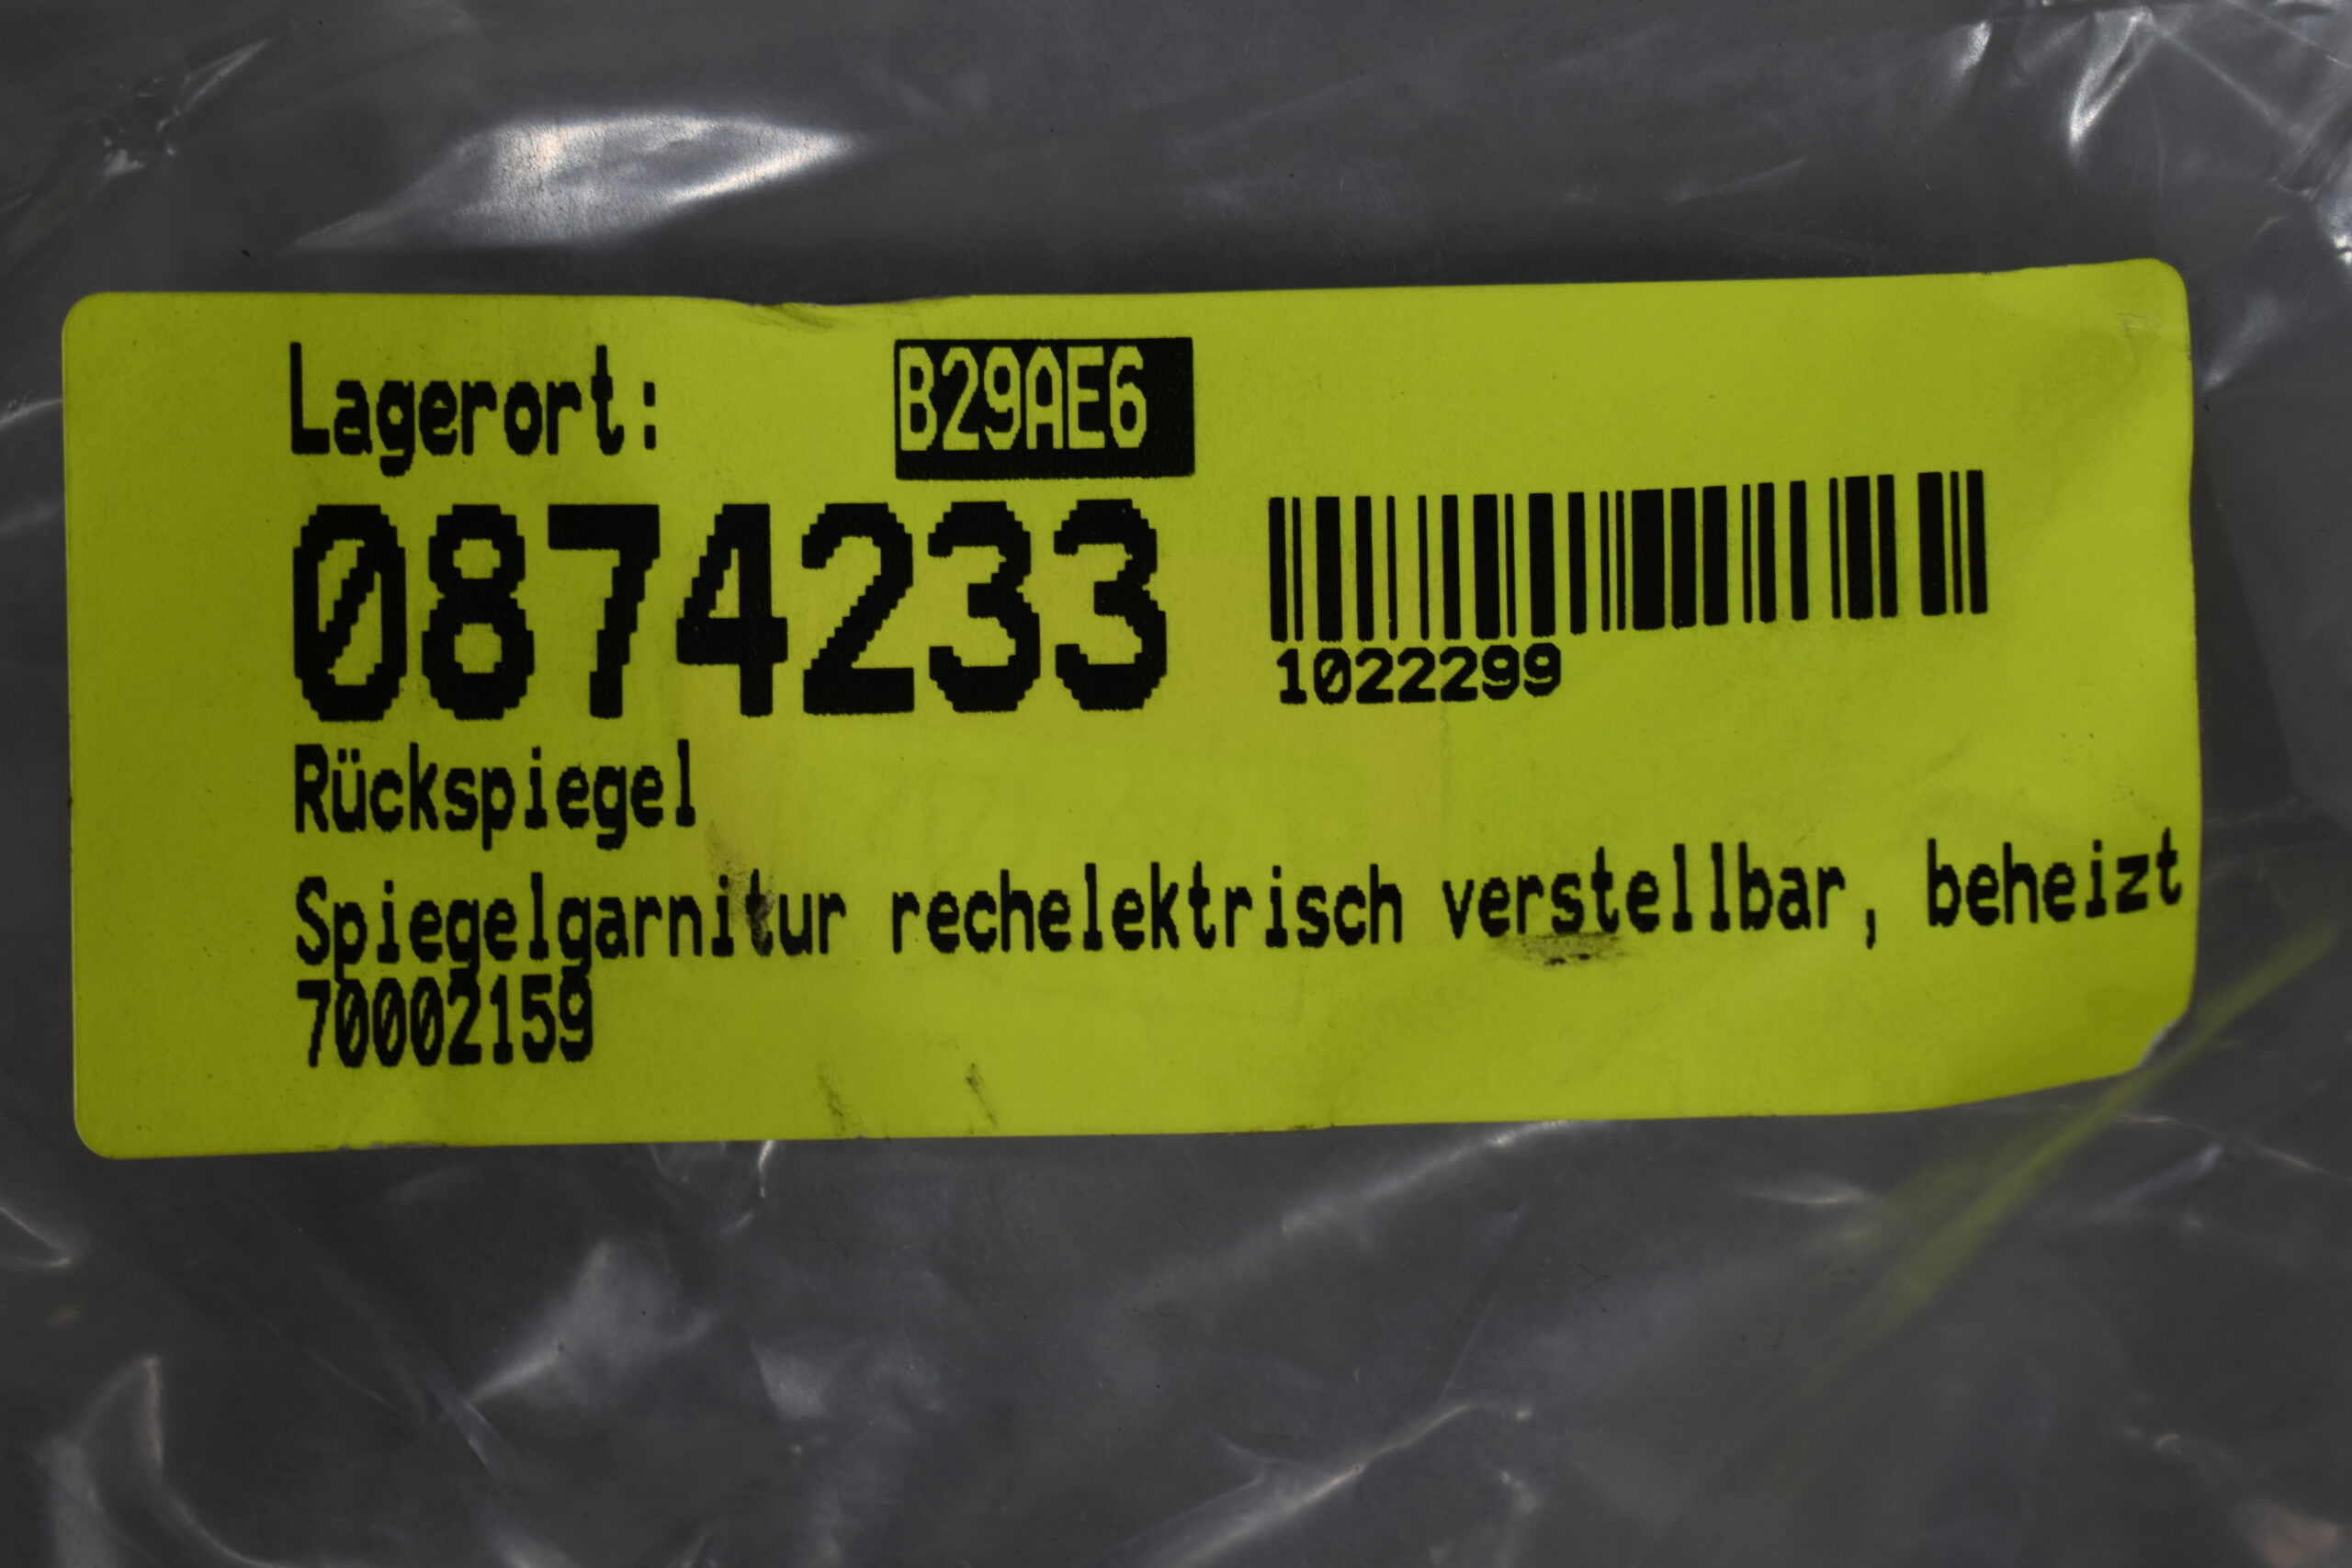 Lagerort: B29AE6
0874233
1022299
Rückspiegel
Spiegelgarnitur rechelektrisch verstellbar, beheizt
70002159